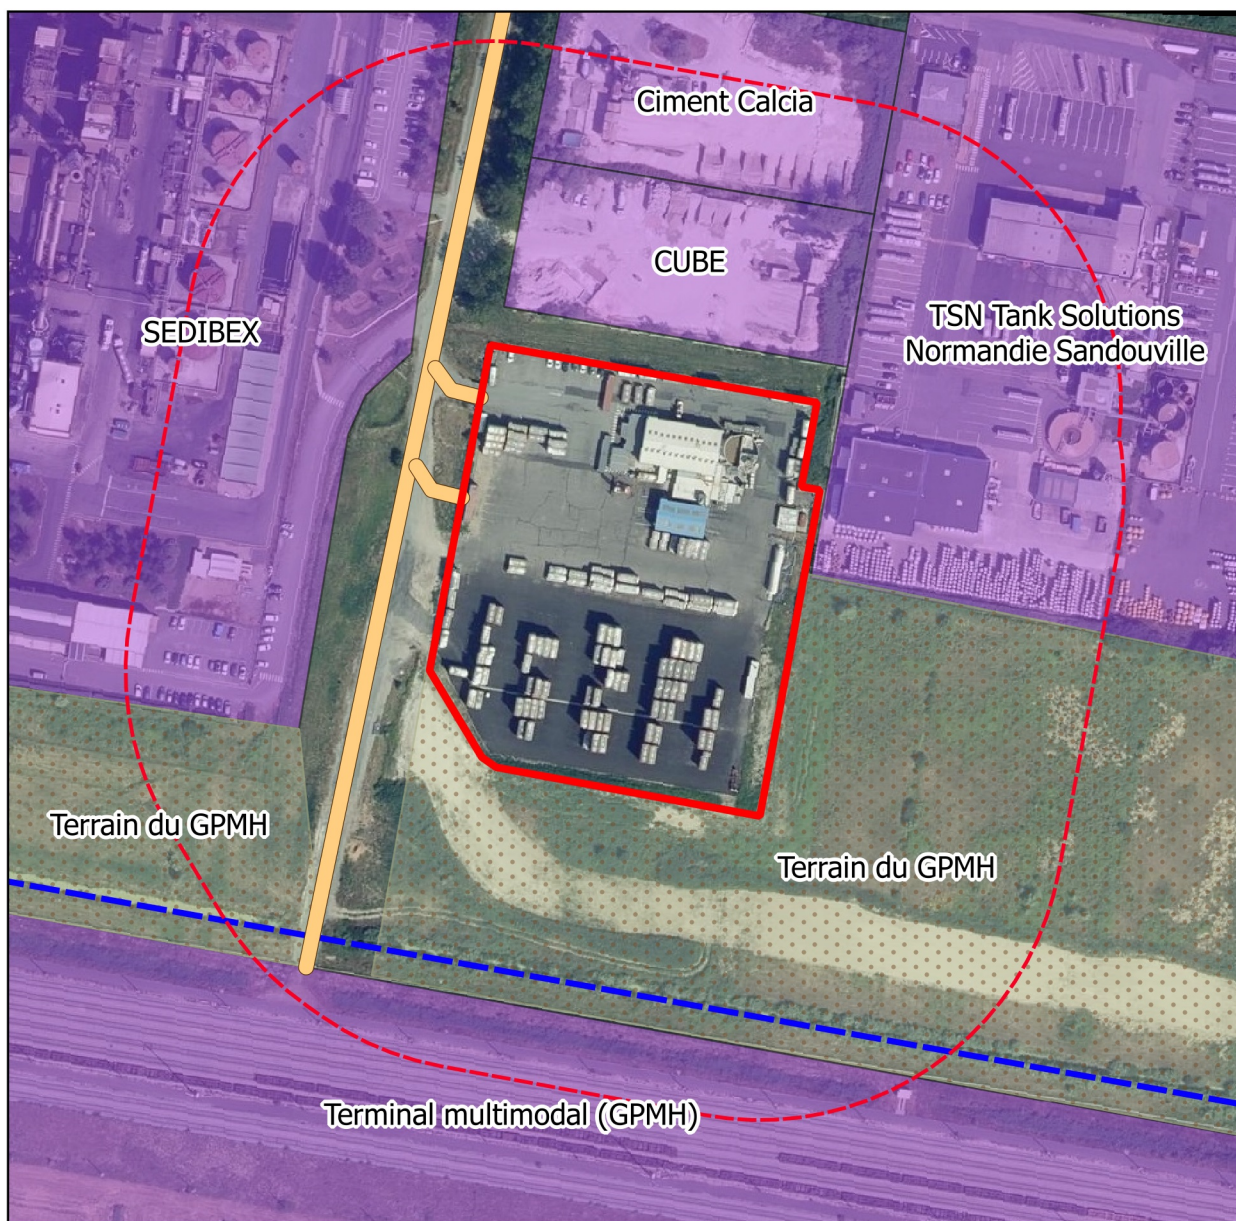 Ciment Calcia
CUBE
SEDIBEX
TSN Tank Solutions
Normandie Sandouville
Terrain du GPMH
Terrain du GPMH
Terminal multimodal (GPMH)